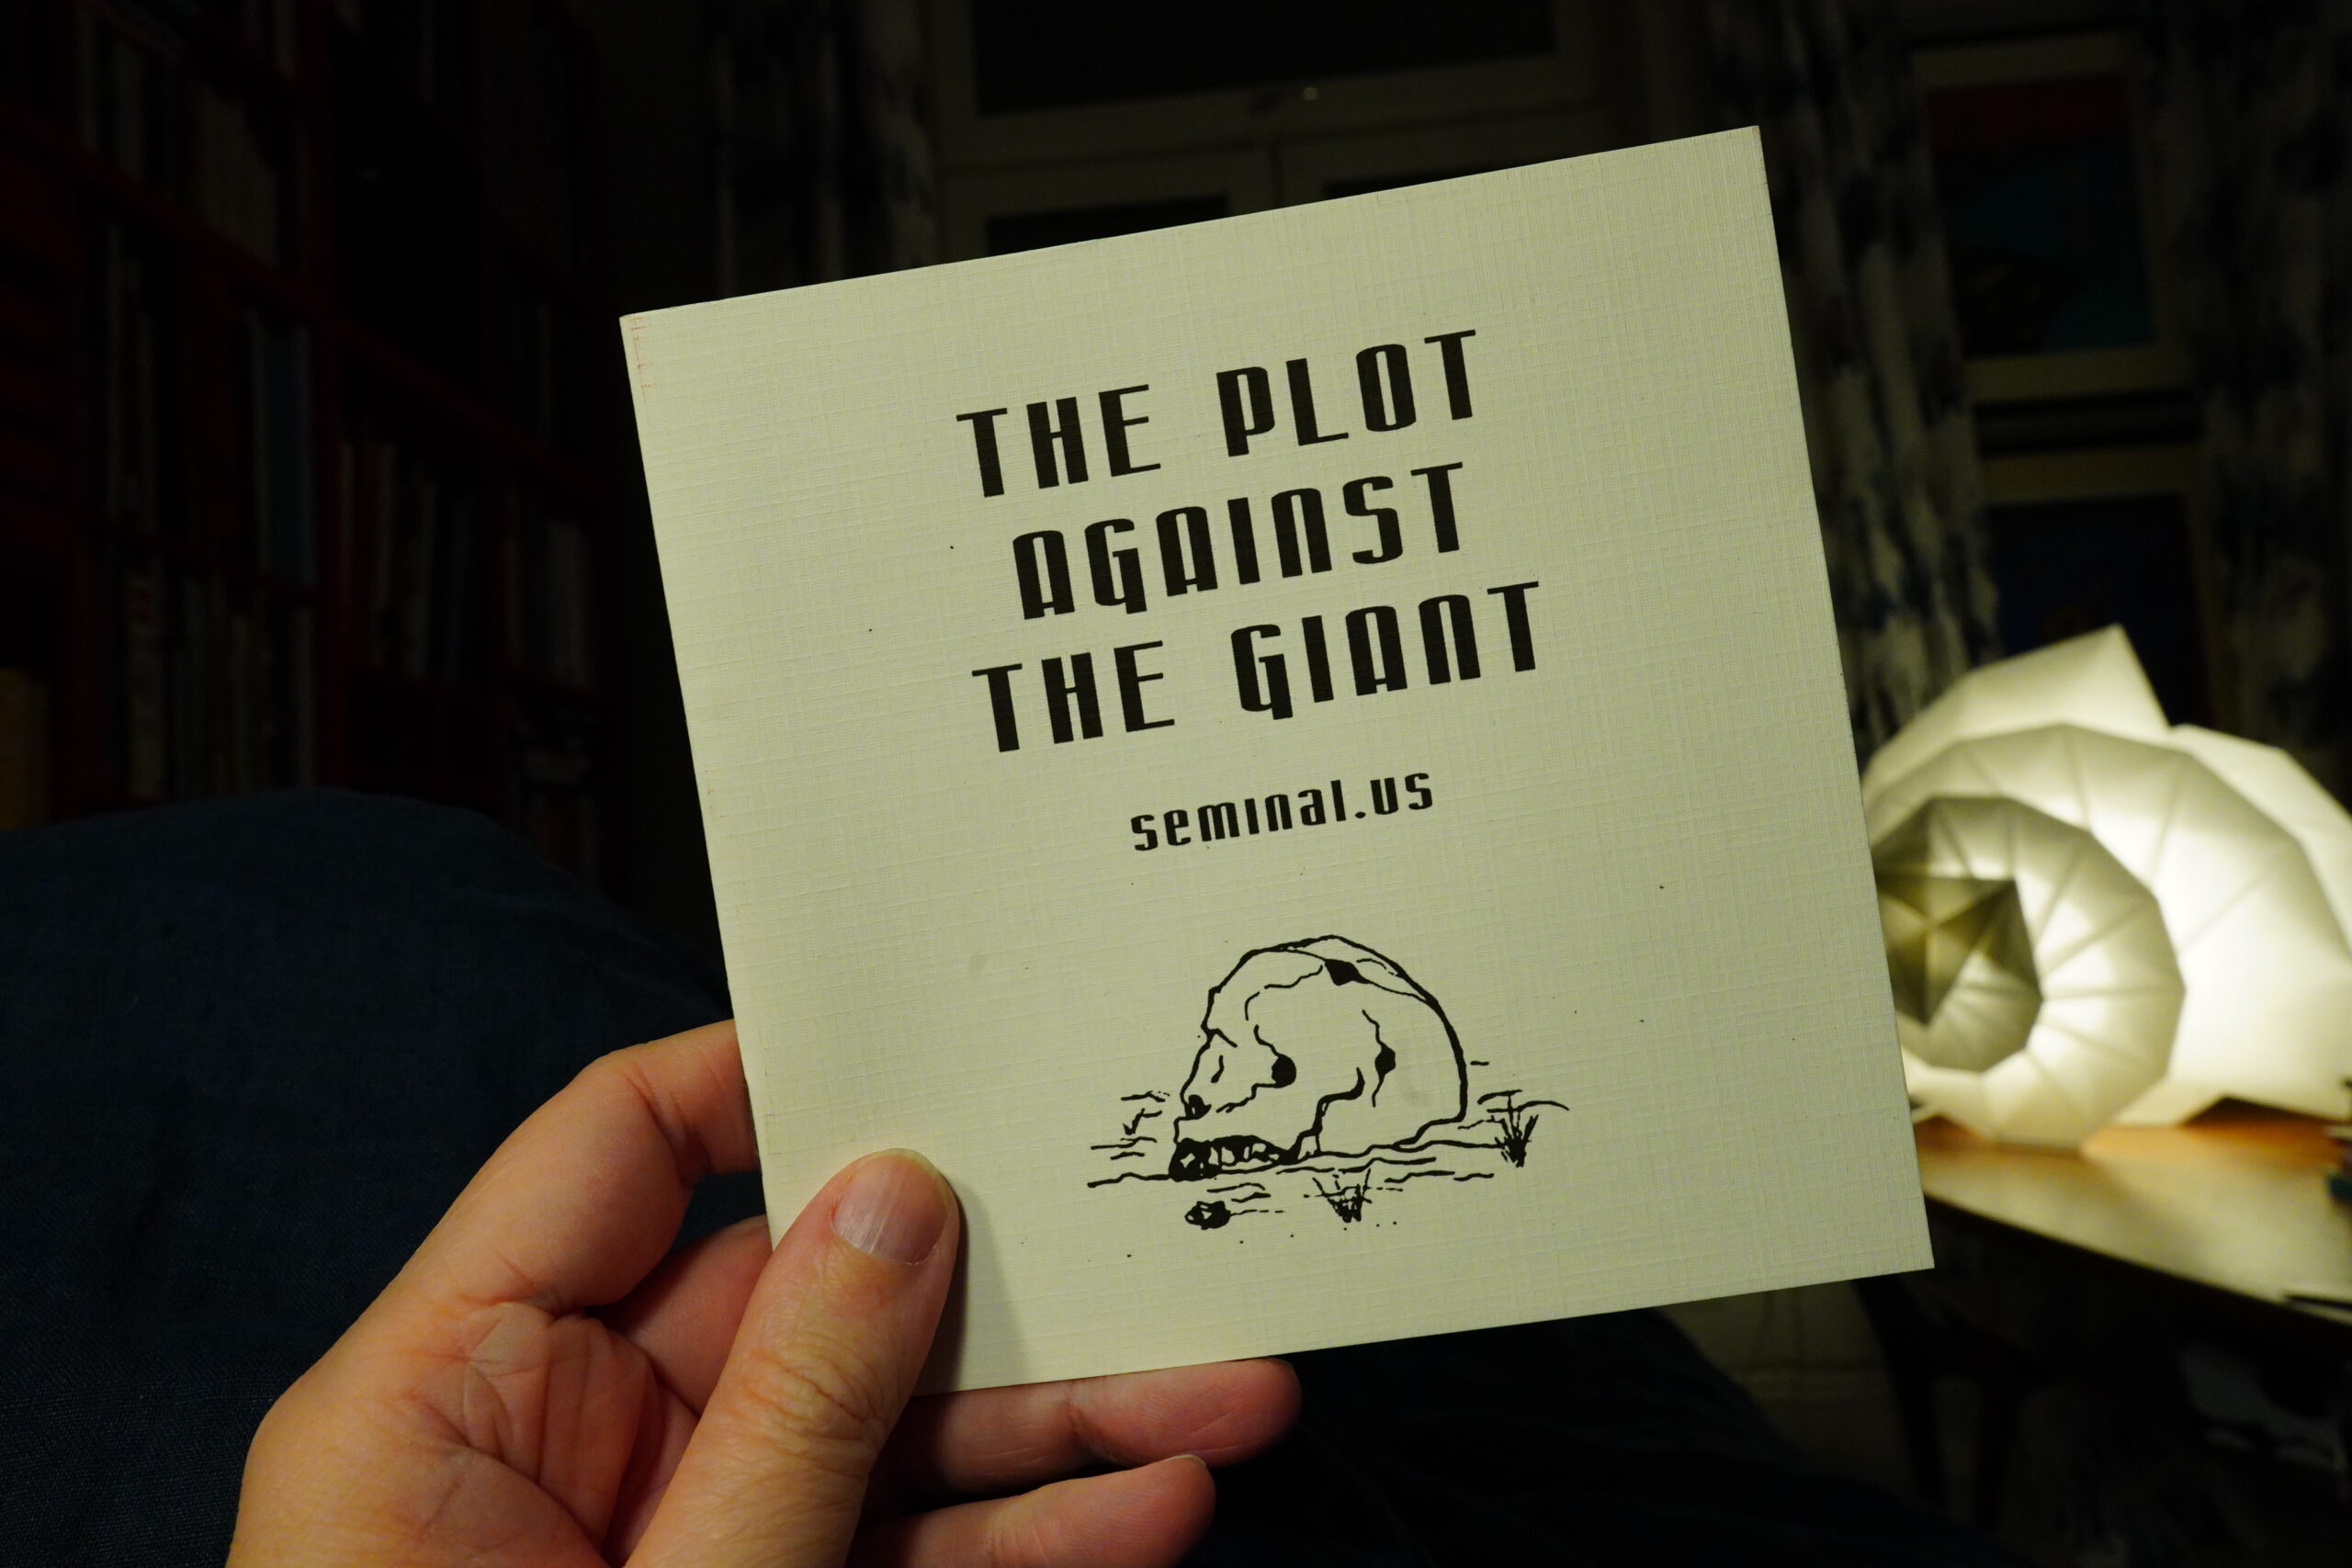 THE PLOT
AGAINST
THE GIANT
seminal.us